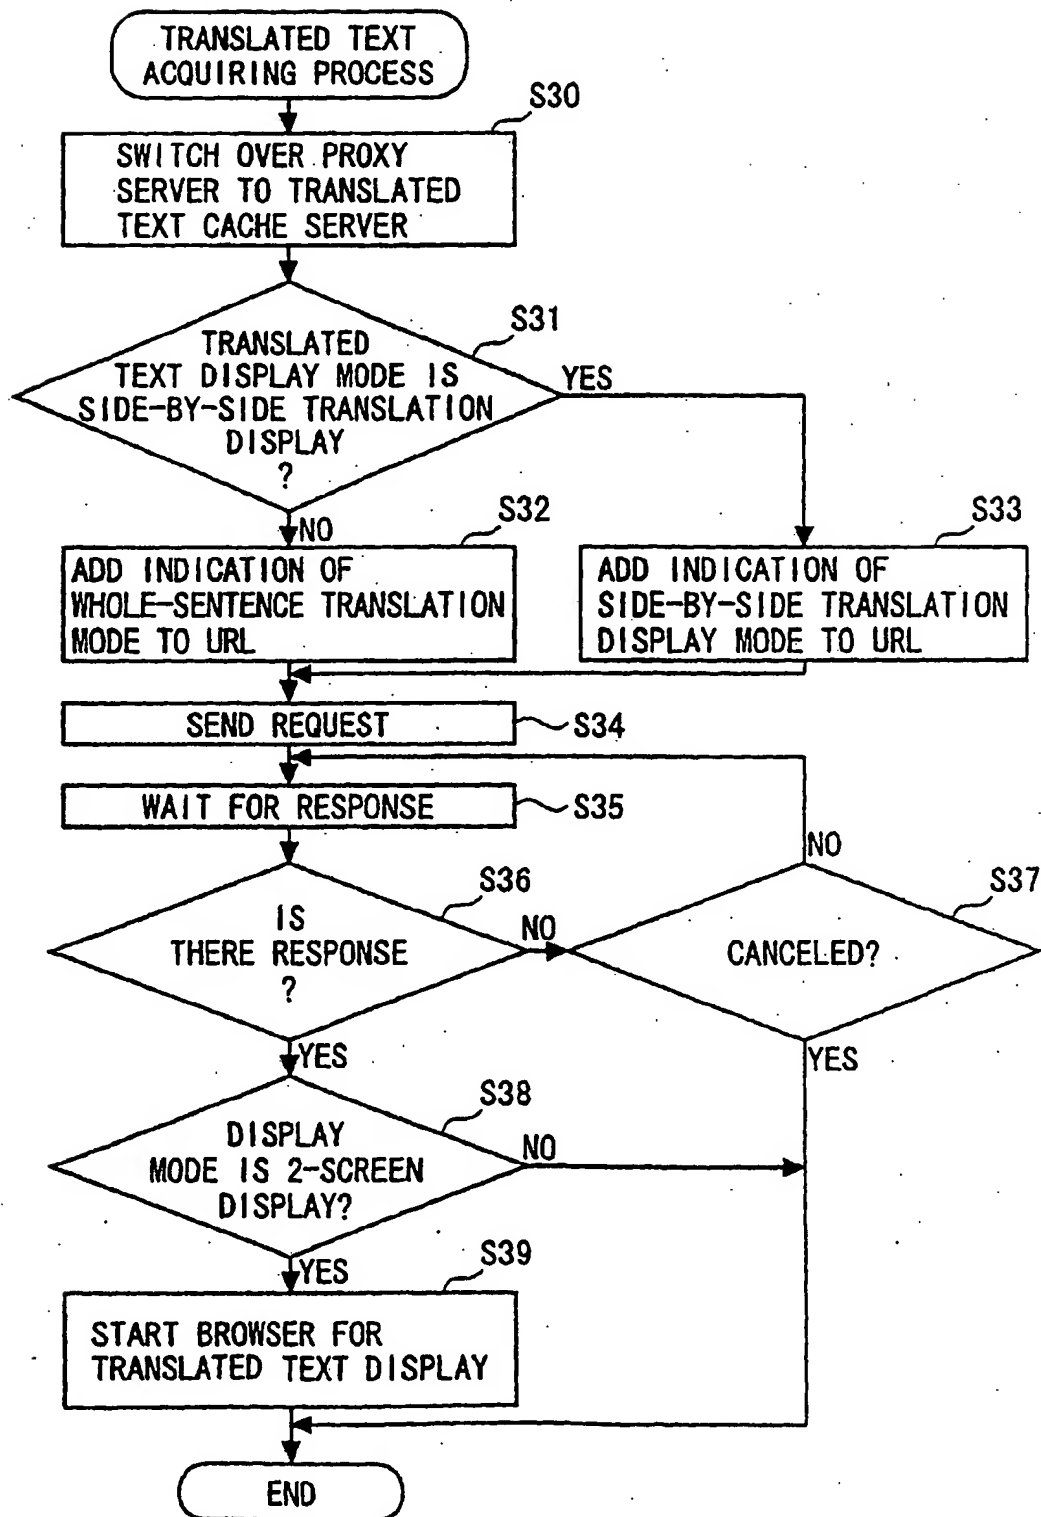 TRANSLATED TEXT
ACQUIRING PROCESS
S30
SWITCH OVER PROXY
SERVER TO TRANSLATED
TEXT CACHE SERVER
S31
TRANSLATED
TEXT DISPLAY MODE IS
SIDE-BY-SIDE TRANSLATION
DISPLAY
?
YES
NO
S32
ADD INDICATION OF
WHOLE-SENTENCE TRANSLATION
MODE TO URL
S33
ADD INDICATION OF
SIDE-BY-SIDE TRANSLATION
DISPLAY MODE TO URL
SEND REQUEST
S34
WAIT FOR RESPONSE
S35
S36
IS
THERE RESPONSE
?
NO
YES
NO
S37
CANCELED?
YES
S38
DISPLAY
MODE IS 2-SCREEN
DISPLAY?
NO
YES
S39
START BROWSER FOR
TRANSLATED TEXT DISPLAY
END